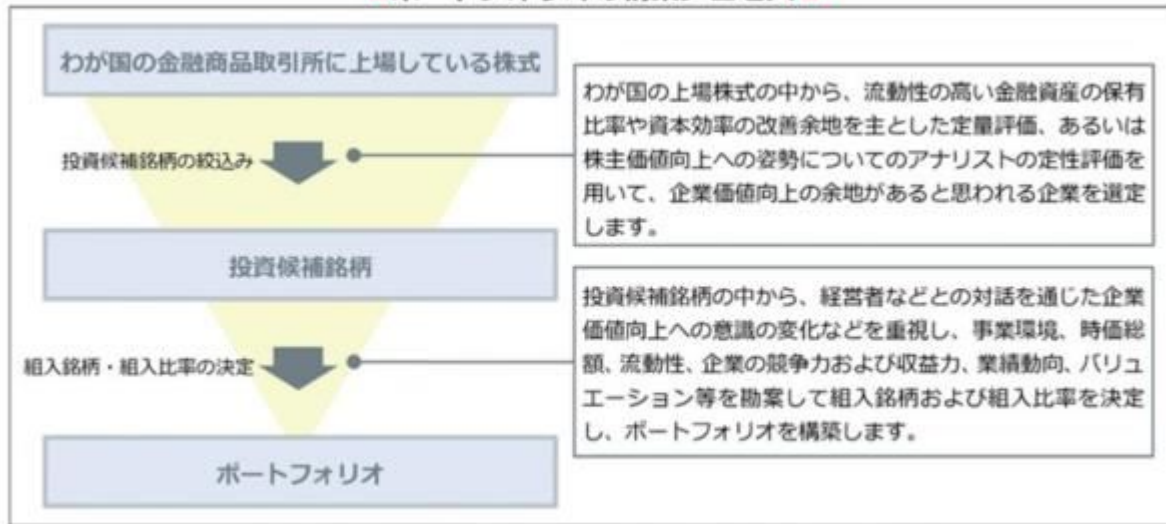 わが国の金融商品取引所に上場している株式
投資候補銘柄の絞込み
わが国の上場株式の中から、流動性の高い金融資産の保有
比率や資本効率の改善余地を主とした定量評価、あるいは
株主価値向上への姿勢についてのアナリストの定性評価を
用いて、企業価値向上の余地があると思われる企業を選定
します。
投資候補銘柄
組入銘柄・組入比率の決定
投資候補銘柄の中から、経営者などとの対話を通じた企業
価値向上への意識の変化などを重視し、事業環境、時価総
額、流動性、企業の競争力および収益力、業績動向、バリュ
エーション等を勘案して組入銘柄および組入比率を決定
し、ポートフォリオを構築します。
ポートフォリオ